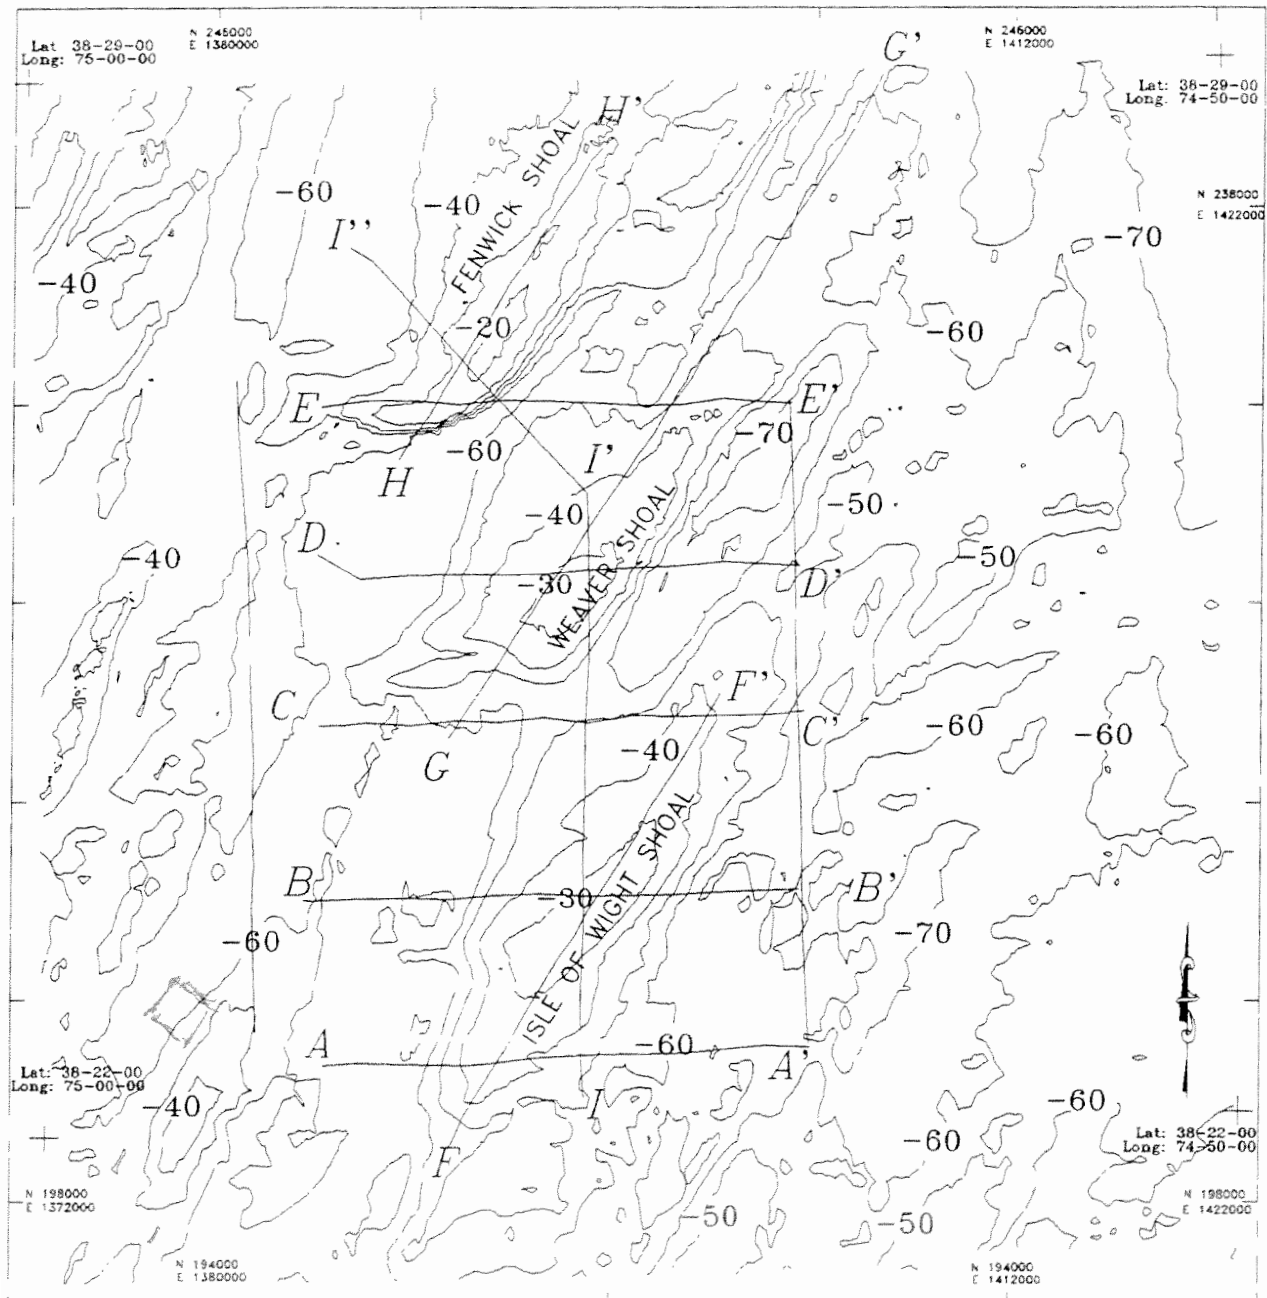 N 245000
E 1380000
Lat 38-29-00
Long: 75-00-00
N 246000
E 1412000
G'
Lat: 38-29-00
Long. 74-50-00
H'
FENWICK SHOAL
-60
-40
N 238000
E 1422000
I''
-70
-40
-20
-60
E
E'
-60
-70
I'
H
-40
-50
WEAVER SHOAL
D
-40
-50
-30
D'
C
F'
C'
-60
-60
-40
G
ISLE OF WIGHT SHOAL
B
B'
-30
-60
-70
A
-60
A'
Lat: 38-22-00
Long: 75-00-00
-40
I
-60
-60
Lat: 38-22-00
Long: 74-50-00
F
N 198000
E 1372000
N 198000
E 1422000
-50
-50
N 194000
E 1380000
N 194000
E 1412000